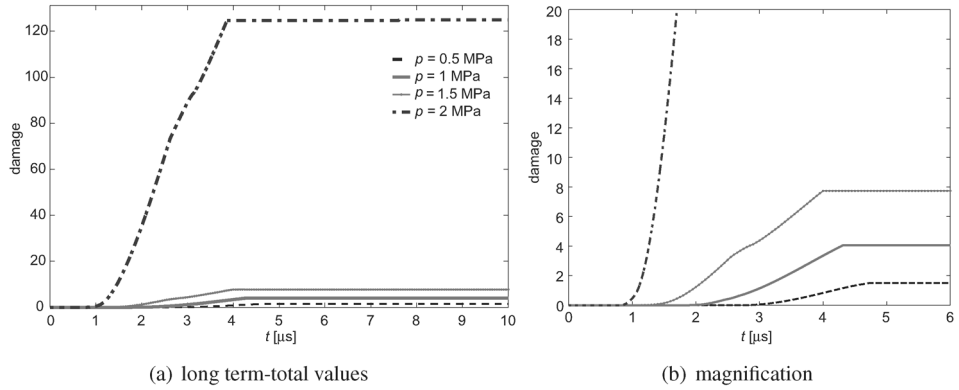 120
100
80
60
40
20
0
damage
0 1 2 3 4 5 6 7 8 9 10
t [μs]
p = 0.5 MPa
p = 1 MPa
p = 1.5 MPa
p = 2 MPa
(a) long term-total values
20
18
16
14
12
10
8
6
4
2
0
damage
0 1 2 3 4 5 6
t [μs]
(b) magnification